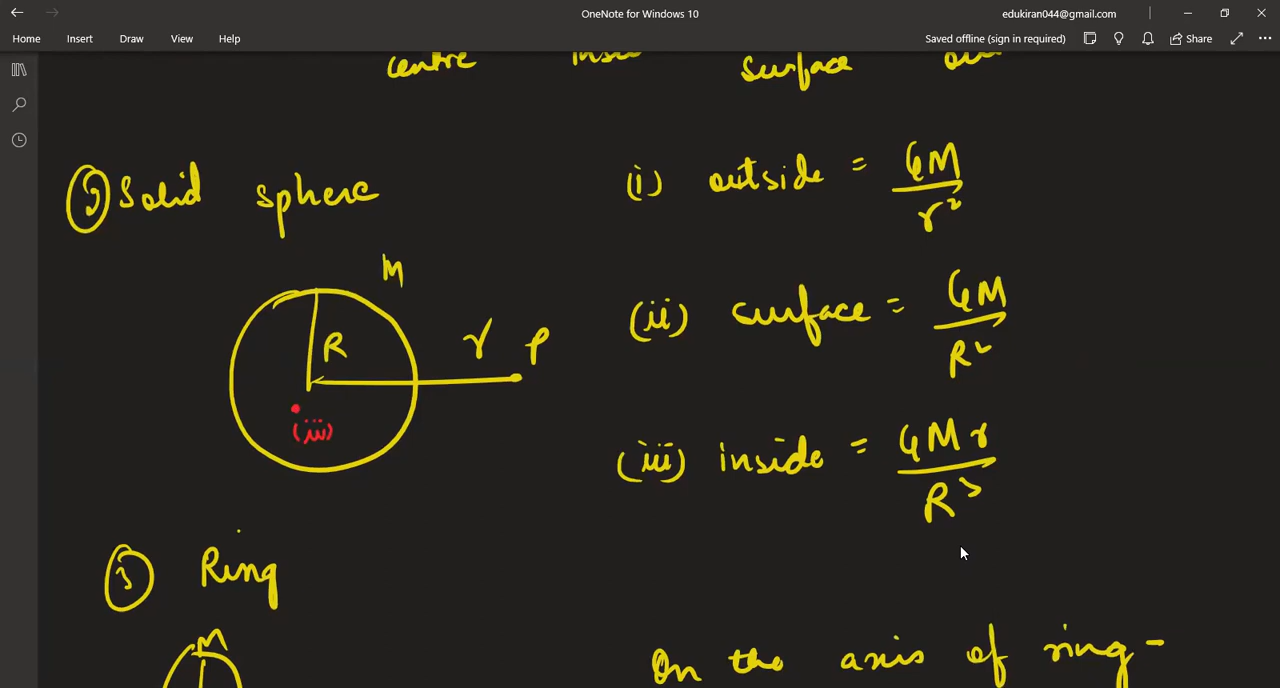 OneNote for Windows 10
edukiran044@gmail.com
Home Insert Draw View Help
Saved offline (sign in required)
Share
centre surface
② Solid sphere
M
R
r P
(iii)
(i) outside = GM/r²
(ii) surface = GM/R²
(iii) inside = GMr/R³
③ Ring
M
On the axis of ring -